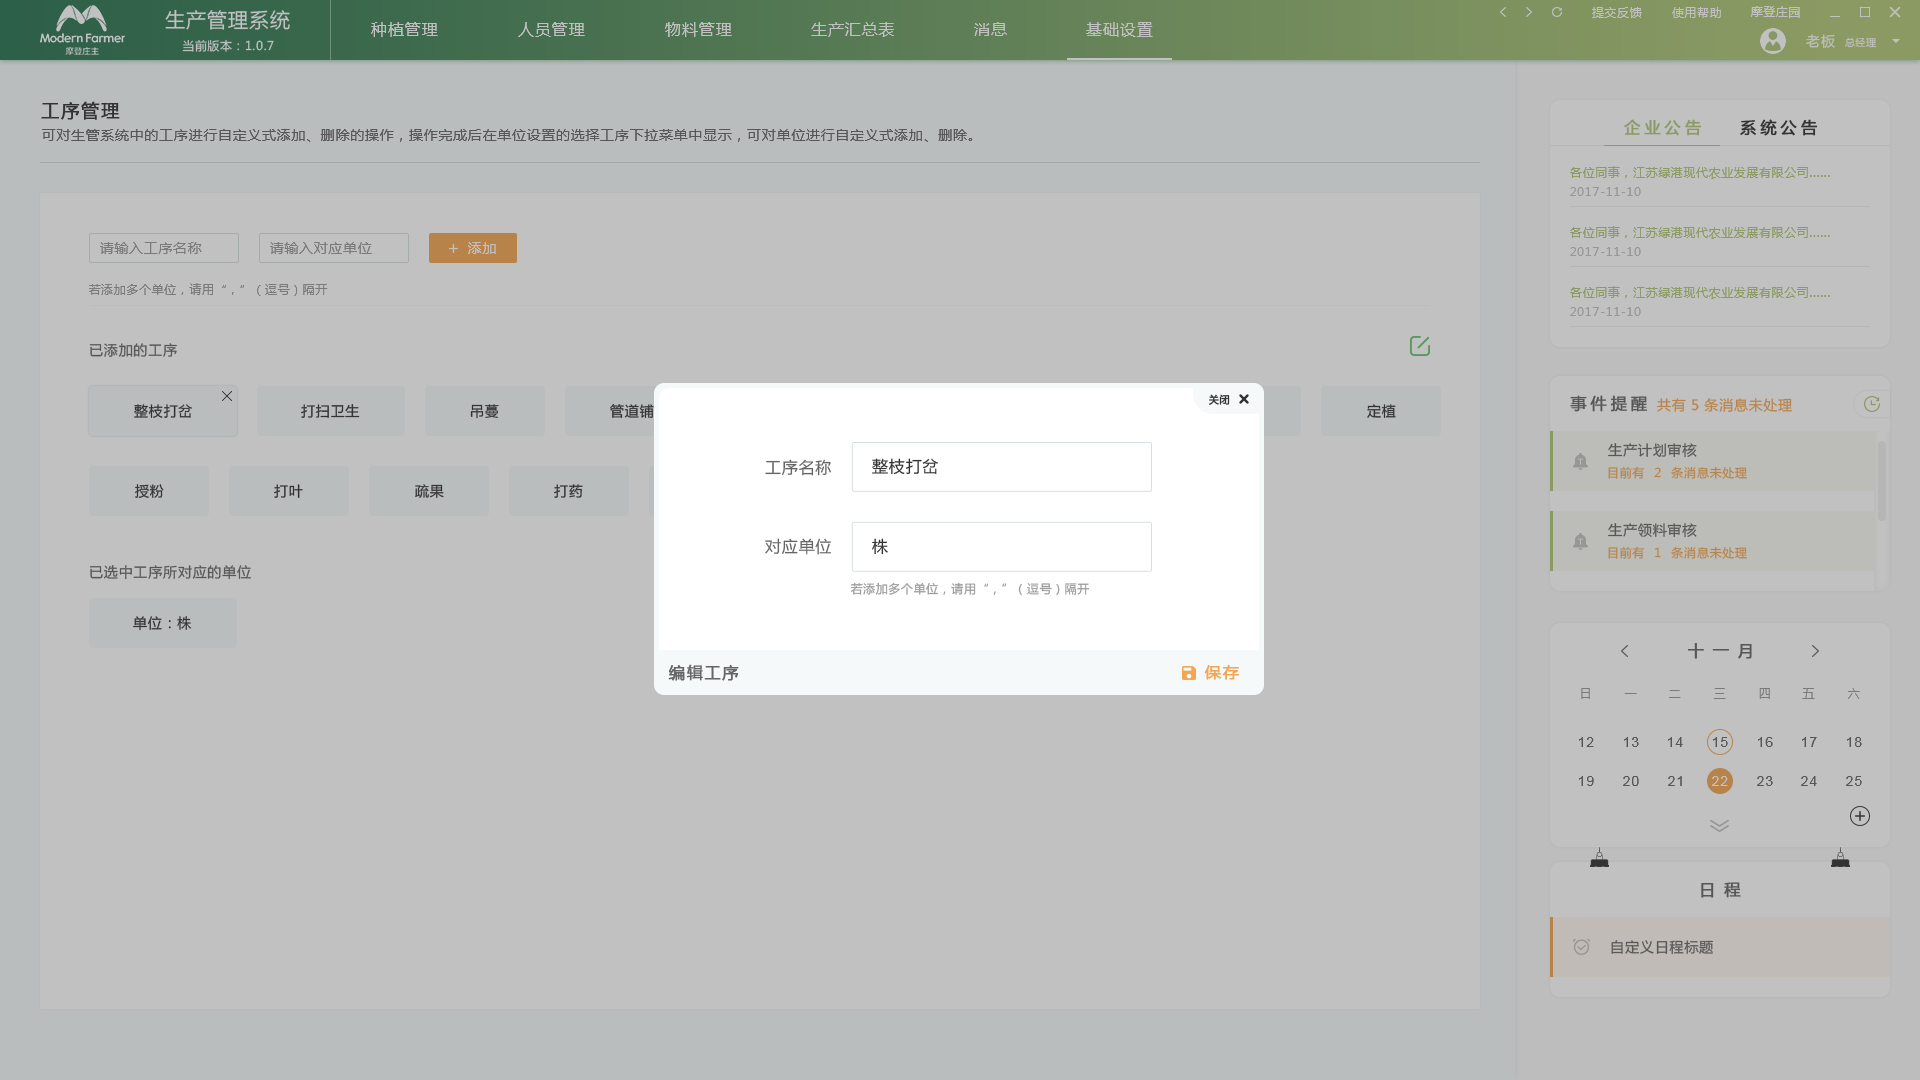 Modern Farmer
摩登庄主
生产管理系统
当前版本：1.0.7
种植管理
人员管理
物料管理
生产汇总表
消息
基础设置
提交反馈
使用帮助
摩登庄园
老板 总经理
工序管理
可对生管系统中的工序进行自定义式添加、删除的操作，操作完成后在单位设置的选择工序下拉菜单中显示，可对单位进行自定义式添加、删除。
请输入工序名称
请输入对应单位
+ 添加
若添加多个单位，请用“，”（逗号）隔开
已添加的工序
整枝打岔
打扫卫生
吊蔓
管道铺
定植
授粉
打叶
疏果
打药
已选中工序所对应的单位
单位：株
关闭
工序名称
整枝打岔
对应单位
株
若添加多个单位，请用“，”（逗号）隔开
编辑工序
保存
企业公告
系统公告
各位同事，江苏绿港现代农业发展有限公司......
2017-11-10
各位同事，江苏绿港现代农业发展有限公司......
2017-11-10
各位同事，江苏绿港现代农业发展有限公司......
2017-11-10
事件提醒 共有 5 条消息未处理
生产计划审核
目前有 2 条消息未处理
生产领料审核
目前有 1 条消息未处理
十一月
日 一 二 三 四 五 六
12 13 14 15 16 17 18
19 20 21 22 23 24 25
日程
自定义日程标题